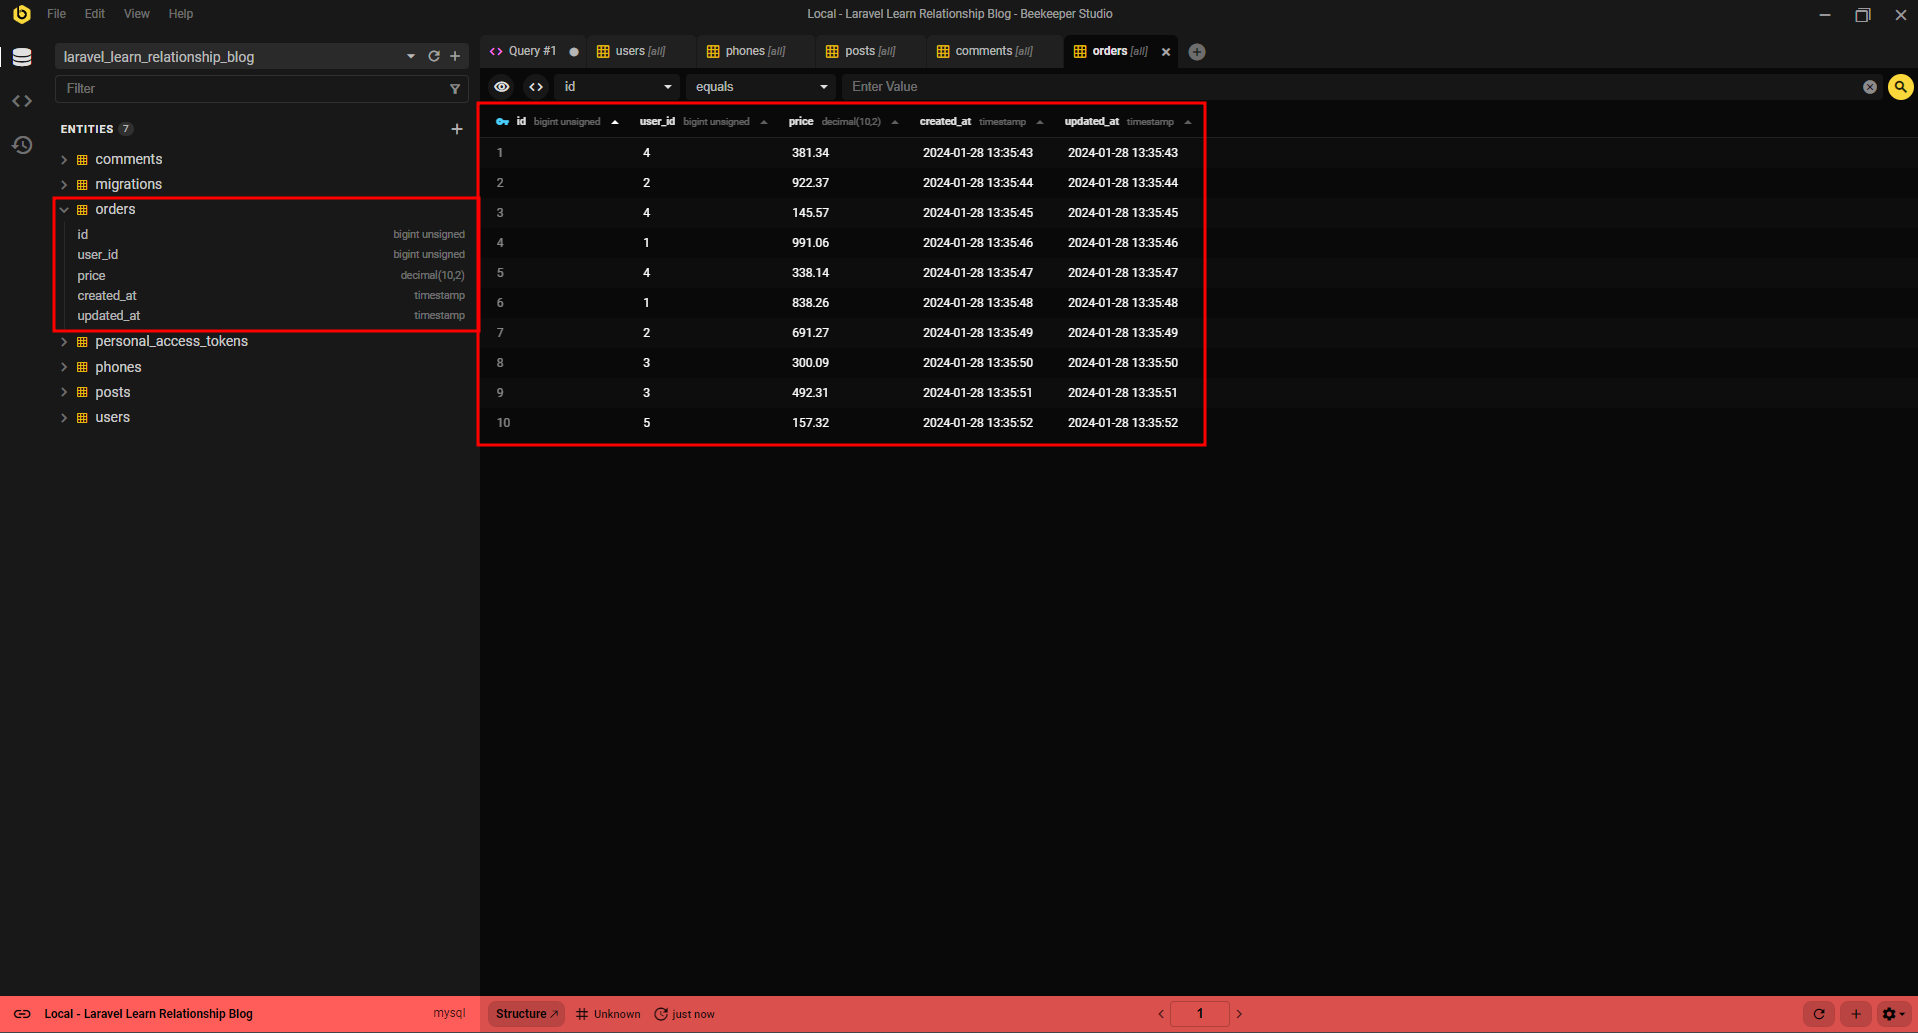 File Edit View Help
Local - Laravel Learn Relationship Blog - Beekeeper Studio
laravel_learn_relationship_blog
Filter
ENTITIES 7
comments
migrations
orders
id bigint unsigned
user_id bigint unsigned
price decimal(10,2)
created_at timestamp
updated_at timestamp
personal_access_tokens
phones
posts
users
Query #1 users [all] phones [all] posts [all] comments [all] orders [all]
id equals Enter Value
id bigint unsigned user_id bigint unsigned price decimal(10,2) created_at timestamp updated_at timestamp
1 4 381.34 2024-01-28 13:35:43 2024-01-28 13:35:43
2 2 922.37 2024-01-28 13:35:44 2024-01-28 13:35:44
3 4 145.57 2024-01-28 13:35:45 2024-01-28 13:35:45
4 1 991.06 2024-01-28 13:35:46 2024-01-28 13:35:46
5 4 338.14 2024-01-28 13:35:47 2024-01-28 13:35:47
6 1 838.26 2024-01-28 13:35:48 2024-01-28 13:35:48
7 2 691.27 2024-01-28 13:35:49 2024-01-28 13:35:49
8 3 300.09 2024-01-28 13:35:50 2024-01-28 13:35:50
9 3 492.31 2024-01-28 13:35:51 2024-01-28 13:35:51
10 5 157.32 2024-01-28 13:35:52 2024-01-28 13:35:52
Local - Laravel Learn Relationship Blog mysql
Structure Unknown just now
1